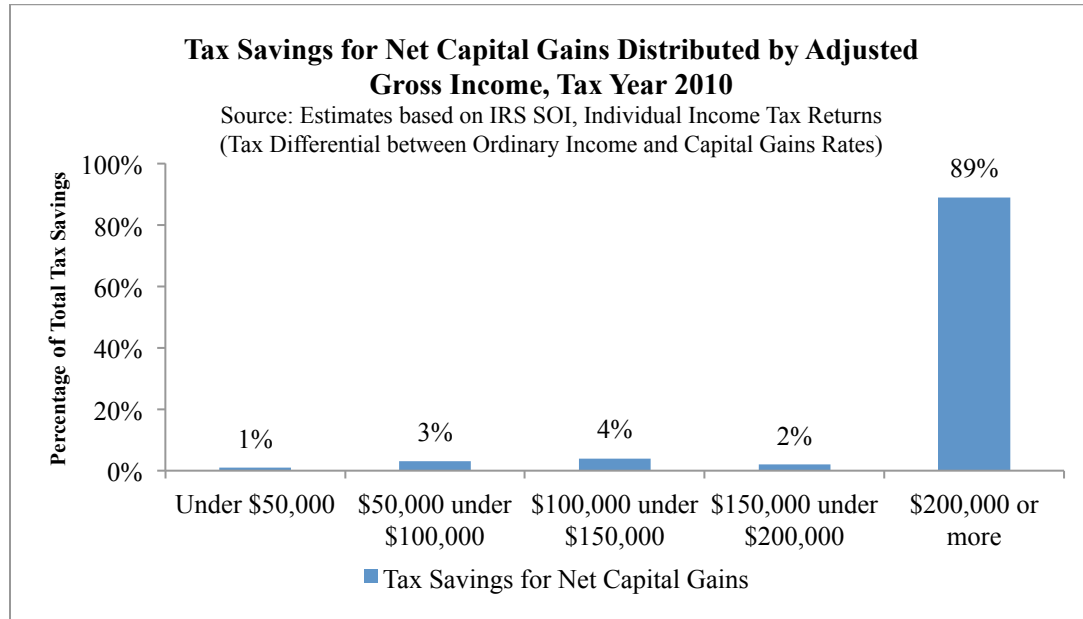 Tax Savings for Net Capital Gains Distributed by Adjusted
Gross Income, Tax Year 2010
Source: Estimates based on IRS SOI, Individual Income Tax Returns
(Tax Differential between Ordinary Income and Capital Gains Rates)
Percentage of Total Tax Savings
100%
80%
60%
40%
20%
0%
1%
3%
4%
2%
89%
Under $50,000
$50,000 under
$100,000
$100,000 under
$150,000
$150,000 under
$200,000
$200,000 or
more
Tax Savings for Net Capital Gains